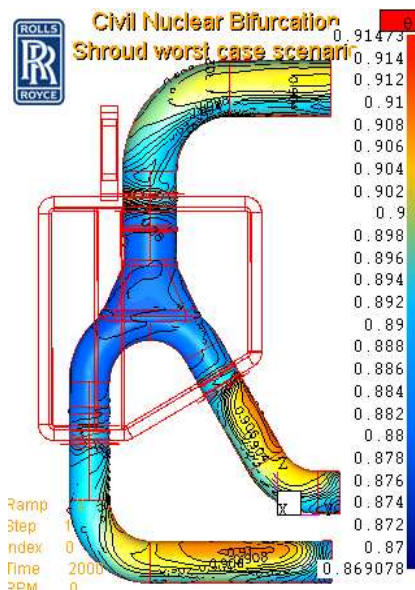 ROLLS
RR
ROYCE
Civil Nuclear Bifurcation
Shroud worst case scenario
0.91473
0.914
0.912
0.91
0.908
0.906
0.904
0.902
0.9
0.898
0.896
0.894
0.892
0.89
0.888
0.886
0.884
0.882
0.88
0.878
0.876
0.874
0.872
0.87
0.869078
Z
X
Ramp
Step 1
Index 0
Time 2000
RPM 0